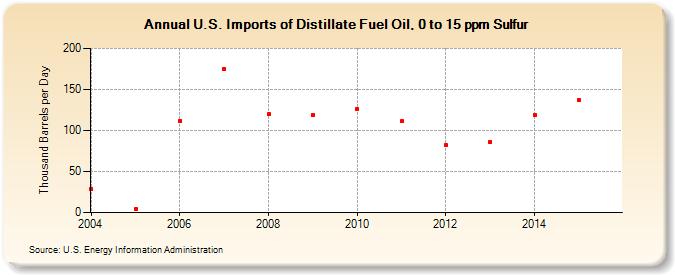 Annual U.S. Imports of Distillate Fuel Oil, 0 to 15 ppm Sulfur
Thousand Barrels per Day
200
150
100
50
0
2004 2006 2008 2010 2012 2014
Source: U.S. Energy Information Administration